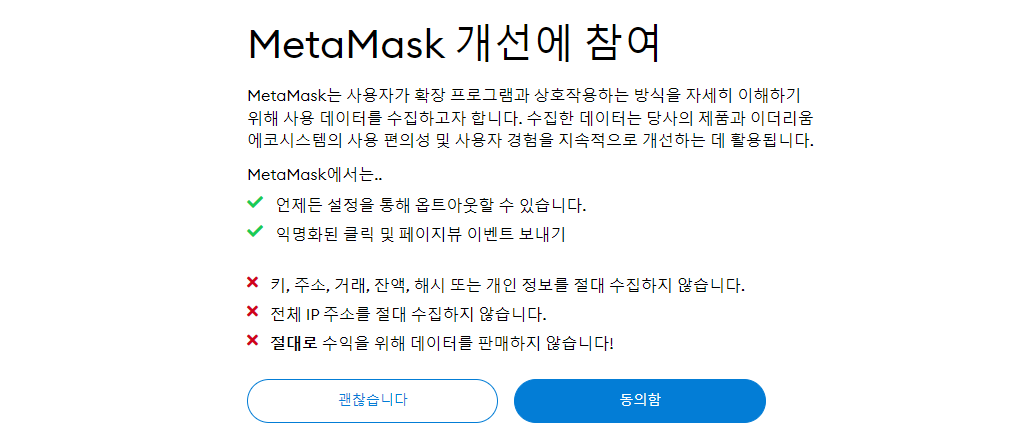 MetaMask 개선에 참여
MetaMask는 사용자가 확장 프로그램과 상호작용하는 방식을 자세히 이해하기
위해 사용 데이터를 수집하고자 합니다. 수집한 데이터는 당사의 제품과 이더리움
에코시스템의 사용 편의성 및 사용자 경험을 지속적으로 개선하는 데 활용됩니다.
MetaMask에서는..
언제든 설정을 통해 옵트아웃할 수 있습니다.
익명화된 클릭 및 페이지뷰 이벤트 보내기
키, 주소, 거래, 잔액, 해시 또는 개인 정보를 절대 수집하지 않습니다.
전체 IP 주소를 절대 수집하지 않습니다.
절대로 수익을 위해 데이터를 판매하지 않습니다!
괜찮습니다
동의함